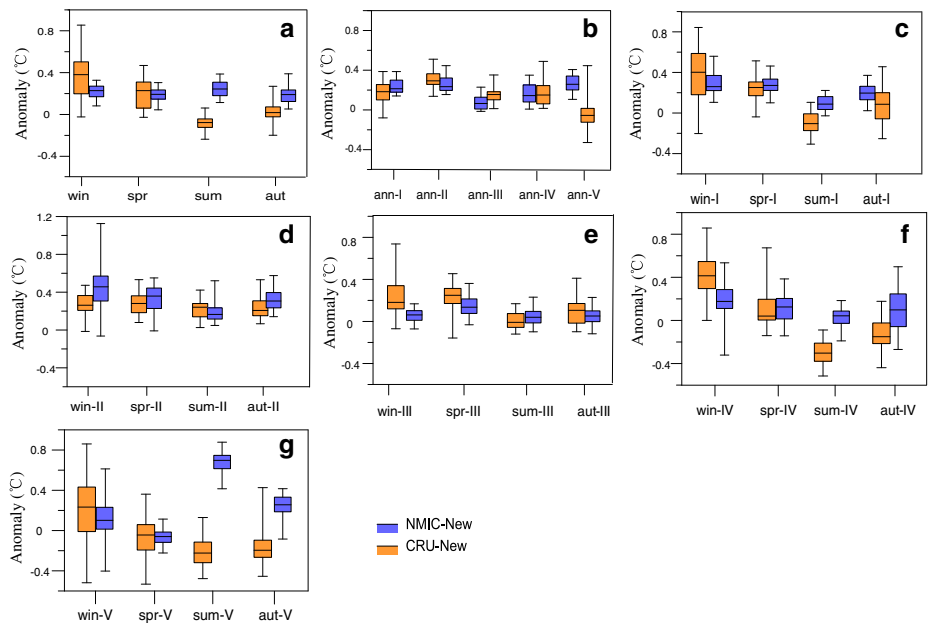 a
Anomaly (℃)
0.8
0.4
0
-0.4
win spr sum aut
b
Anomaly (℃)
0.8
0.4
0
-0.4
ann-I ann-II ann-III ann-IV ann-V
c
Anomaly (℃)
0.8
0.4
0
-0.4
win-I spr-I sum-I aut-I
d
Anomaly (℃)
1.2
0.8
0.4
0
-0.4
win-II spr-II sum-II aut-II
e
Anomaly (℃)
0.8
0.4
0
-0.4
win-III spr-III sum-III aut-III
f
Anomaly (℃)
0.8
0.4
0
-0.4
win-IV spr-IV sum-IV aut-IV
g
Anomaly (℃)
0.8
0.4
0
-0.4
win-V spr-V sum-V aut-V
NMIC-New
CRU-New